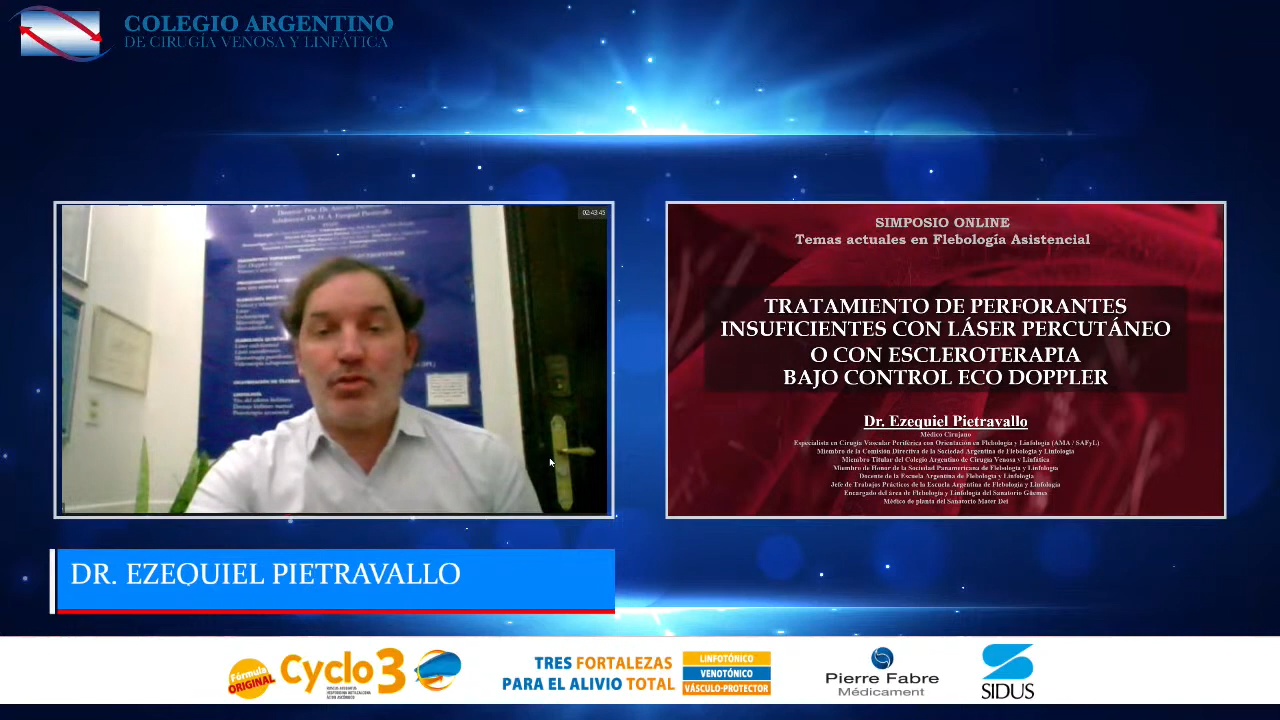 COLEGIO ARGENTINO
DE CIRUGÍA VENOSA Y LINFÁTICA
02:43:45
SIMPOSIO ONLINE
Temas actuales en Flebología Asistencial
TRATAMIENTO DE PERFORANTES
INSUFICIENTES CON LÁSER PERCUTÁNEO
O CON ESCLEROTERAPIA
BAJO CONTROL ECO DOPPLER
Dr. Ezequiel Pietravallo
Médico Cirujano
Especialista en Cirugía Vascular Periférica con Orientación en Flebología y Linfología (AMA / SAFyL)
Miembro de la Comisión Directiva de la Sociedad Argentina de Flebología y Linfología
Miembro Titular del Colegio Argentino de Cirugía Venosa y Linfática
Miembro de Honor de la Sociedad Panamericana de Flebología y Linfología
Docente de la Escuela Argentina de Flebología y Linfología
Jefe de Trabajos Prácticos de la Escuela Argentina de Flebología y Linfología
Encargado del área de Flebología y Linfología del Sanatorio Güemes
Médico de planta del Sanatorio Mater Dei
DR. EZEQUIEL PIETRAVALLO
Fórmula
ORIGINAL
Cyclo 3
TRES FORTALEZAS
PARA EL ALIVIO TOTAL
LINFOTÓNICO
VENOTÓNICO
VÁSCULO-PROTECTOR
Pierre Fabre
Médicament
SIDUS